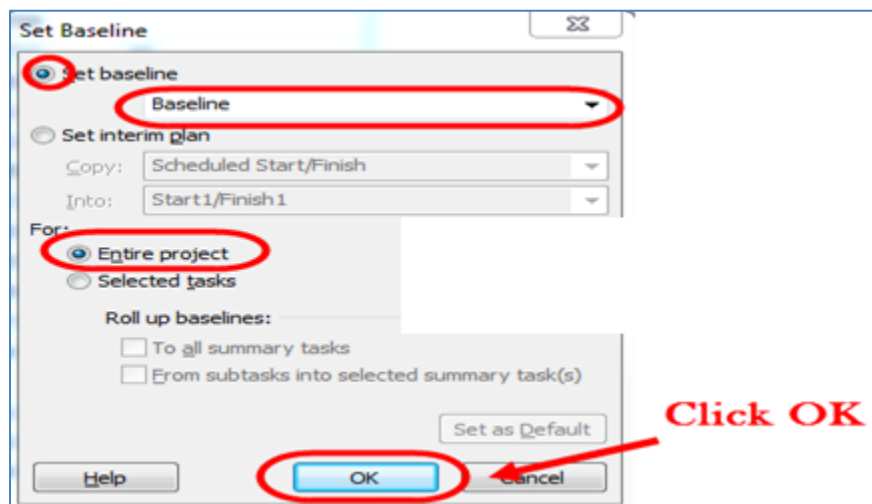 Set Baseline
Set baseline
Baseline
Set interim plan
Copy: Scheduled Start/Finish
Into: Start1/Finish1
For:
Entire project
Selected tasks
Roll up baselines:
To all summary tasks
From subtasks into selected summary task(s)
Click OK
Set as Default
Help OK Cancel